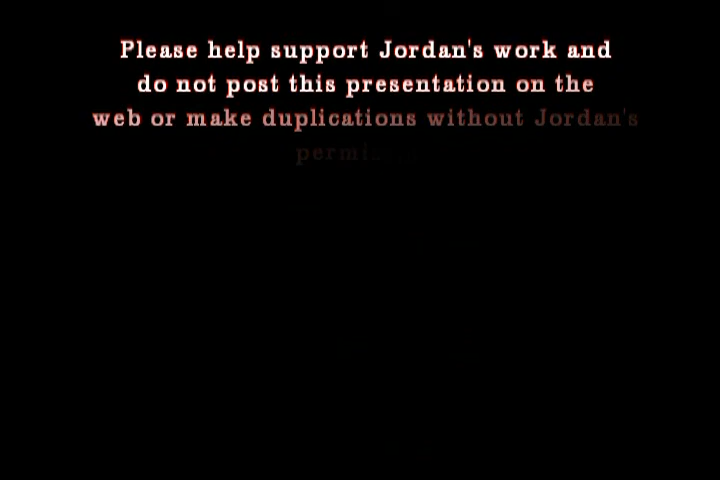 Please help support Jordan's work and
do not post this presentation on the
web or make duplications without Jordan's